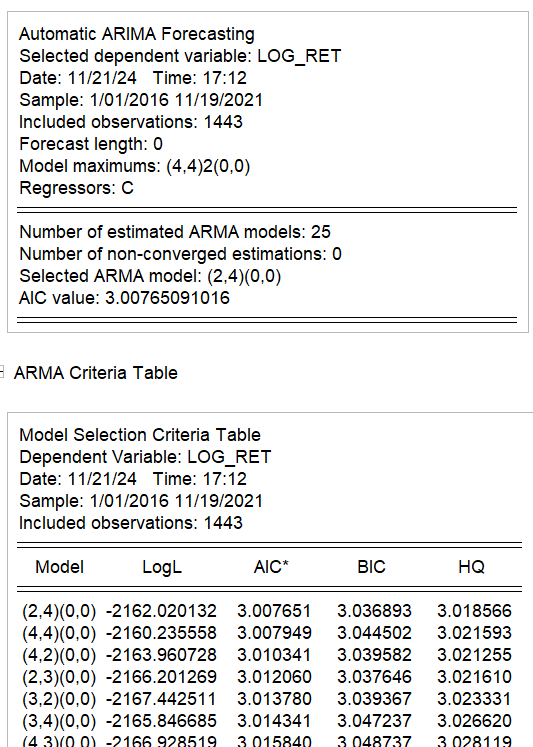 Automatic ARIMA Forecasting
Selected dependent variable: LOG_RET
Date: 11/21/24 Time: 17:12
Sample: 1/01/2016 11/19/2021
Included observations: 1443
Forecast length: 0
Model maximums: (4,4)2(0,0)
Regressors: C
Number of estimated ARMA models: 25
Number of non-converged estimations: 0
Selected ARMA model: (2,4)(0,0)
AIC value: 3.00765091016
ARMA Criteria Table
Model Selection Criteria Table
Dependent Variable: LOG_RET
Date: 11/21/24 Time: 17:12
Sample: 1/01/2016 11/19/2021
Included observations: 1443
Model LogL AIC* BIC HQ
(2,4)(0,0) -2162.020132 3.007651 3.036893 3.018566
(4,4)(0,0) -2160.235558 3.007949 3.044502 3.021593
(4,2)(0,0) -2163.960728 3.010341 3.039582 3.021255
(2,3)(0,0) -2166.201269 3.012060 3.037646 3.021610
(3,2)(0,0) -2167.442511 3.013780 3.039367 3.023331
(3,4)(0,0) -2165.846685 3.014341 3.047237 3.026620
(4,3)(0,0) -2166.928519 3.015840 3.048737 3.028119